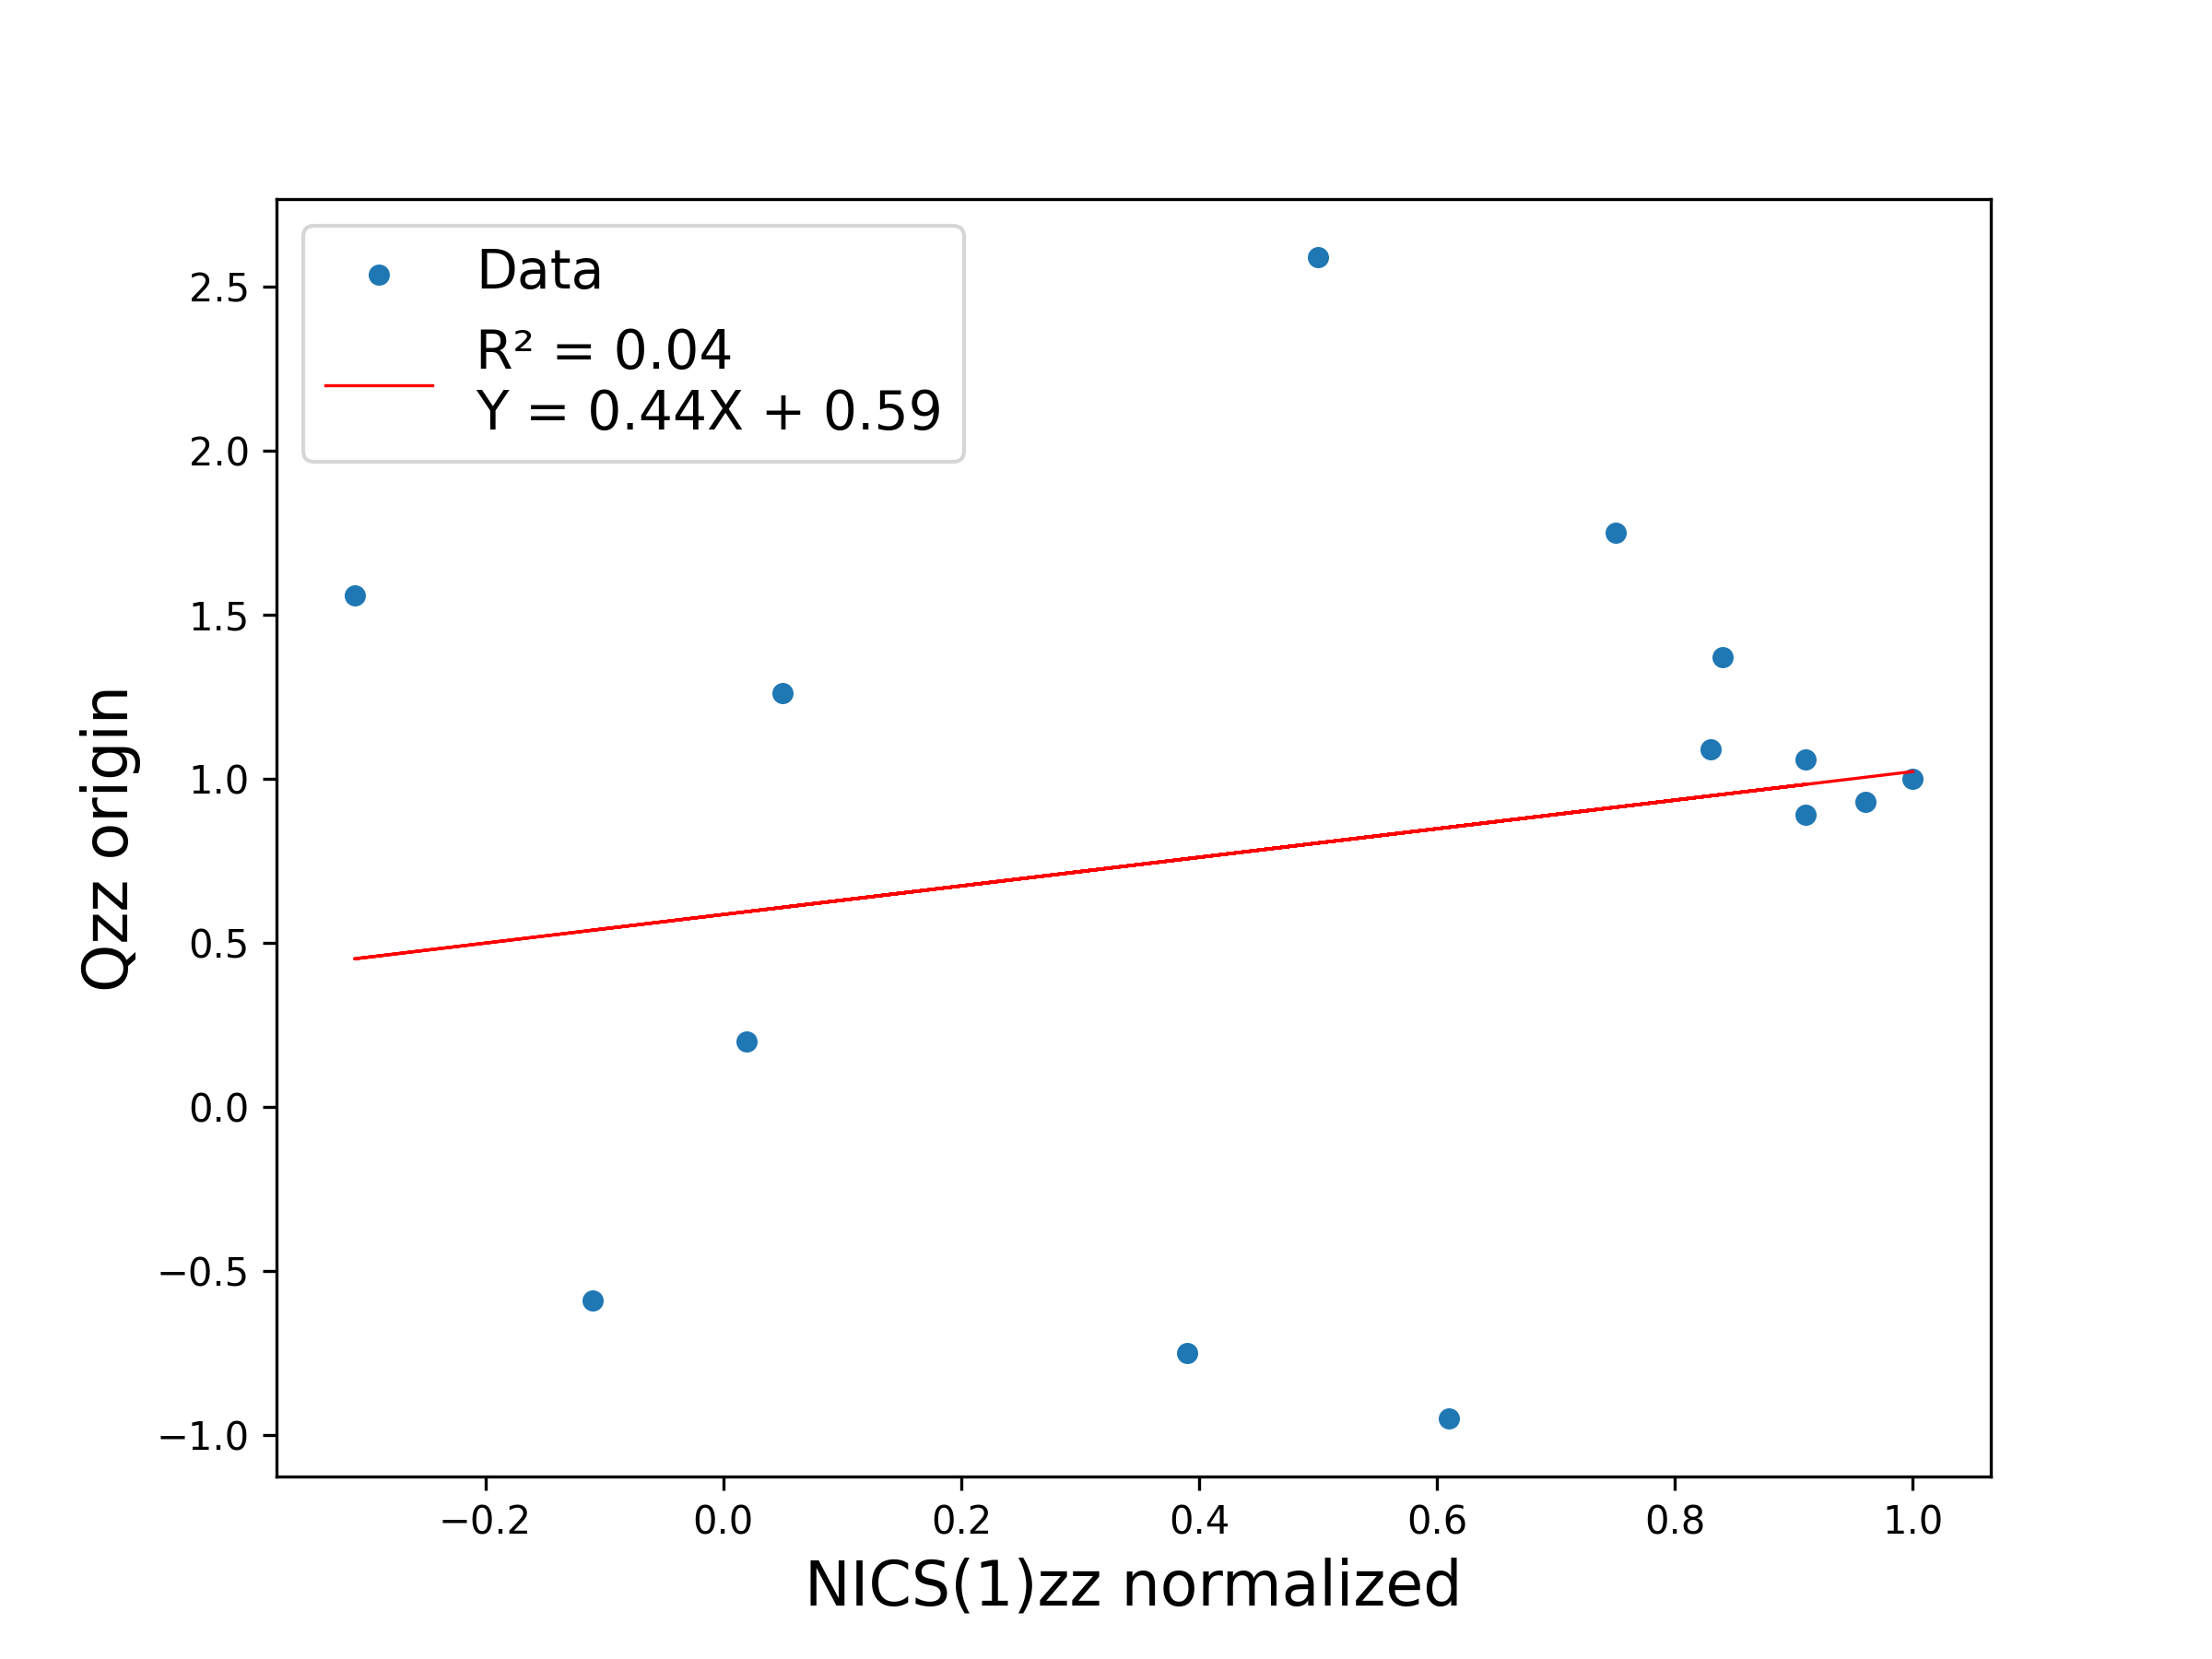 Data
R² = 0.04
Y = 0.44X + 0.59
2.5
2.0
1.5
1.0
0.5
0.0
−0.5
−1.0
Qzz origin
−0.2 0.0 0.2 0.4 0.6 0.8 1.0
NICS(1)zz normalized